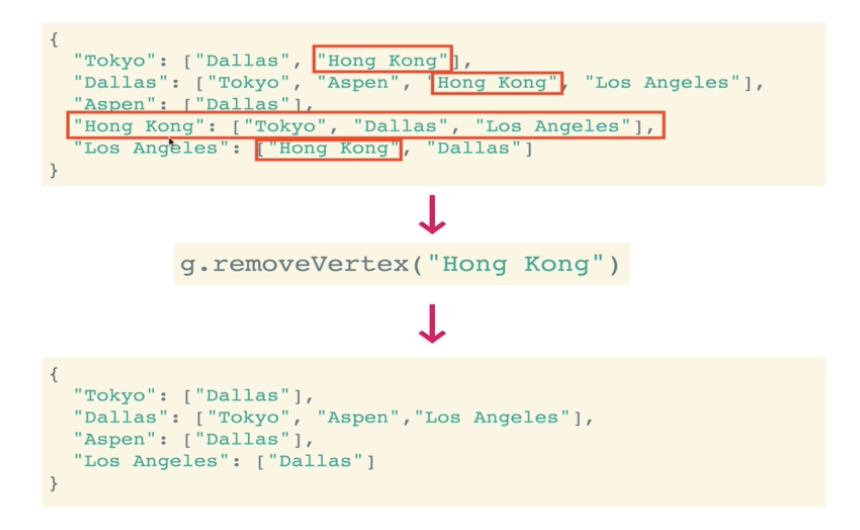 {
"Tokyo": ["Dallas", "Hong Kong"],
"Dallas": ["Tokyo", "Aspen", "Hong Kong", "Los Angeles"],
"Aspen": ["Dallas"],
"Hong Kong": ["Tokyo", "Dallas", "Los Angeles"],
"Los Angeles": ["Hong Kong", "Dallas"]
}
g.removeVertex("Hong Kong")
{
"Tokyo": ["Dallas"],
"Dallas": ["Tokyo", "Aspen","Los Angeles"],
"Aspen": ["Dallas"],
"Los Angeles": ["Dallas"]
}